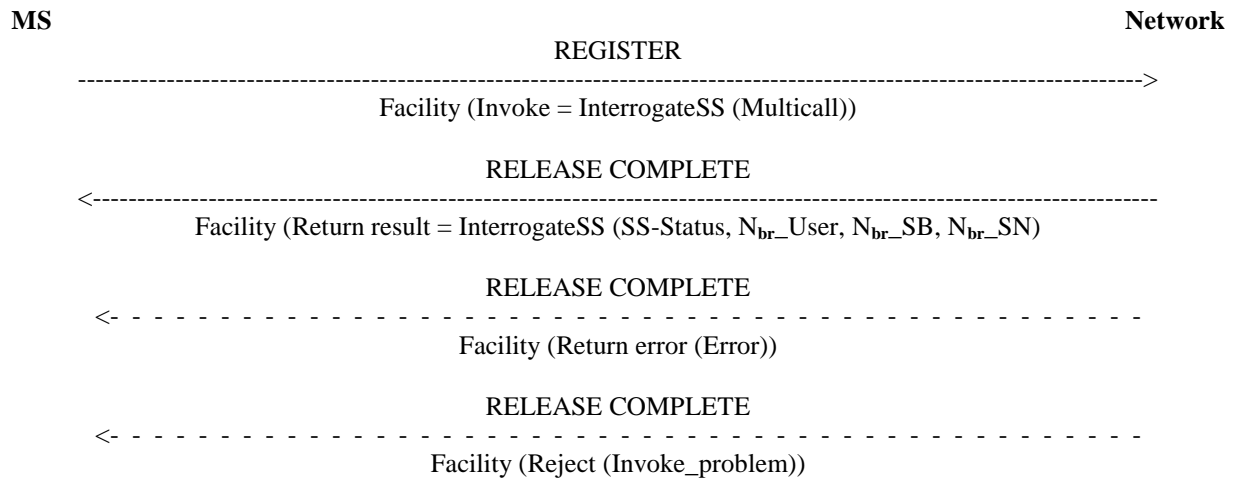 MS Network
REGISTER
Facility (Invoke = InterrogateSS (Multicall))
RELEASE COMPLETE
Facility (Return result = InterrogateSS (SS-Status, Nbr_User, Nbr_SB, Nbr_SN)
RELEASE COMPLETE
Facility (Return error (Error))
RELEASE COMPLETE
Facility (Reject (Invoke_problem))